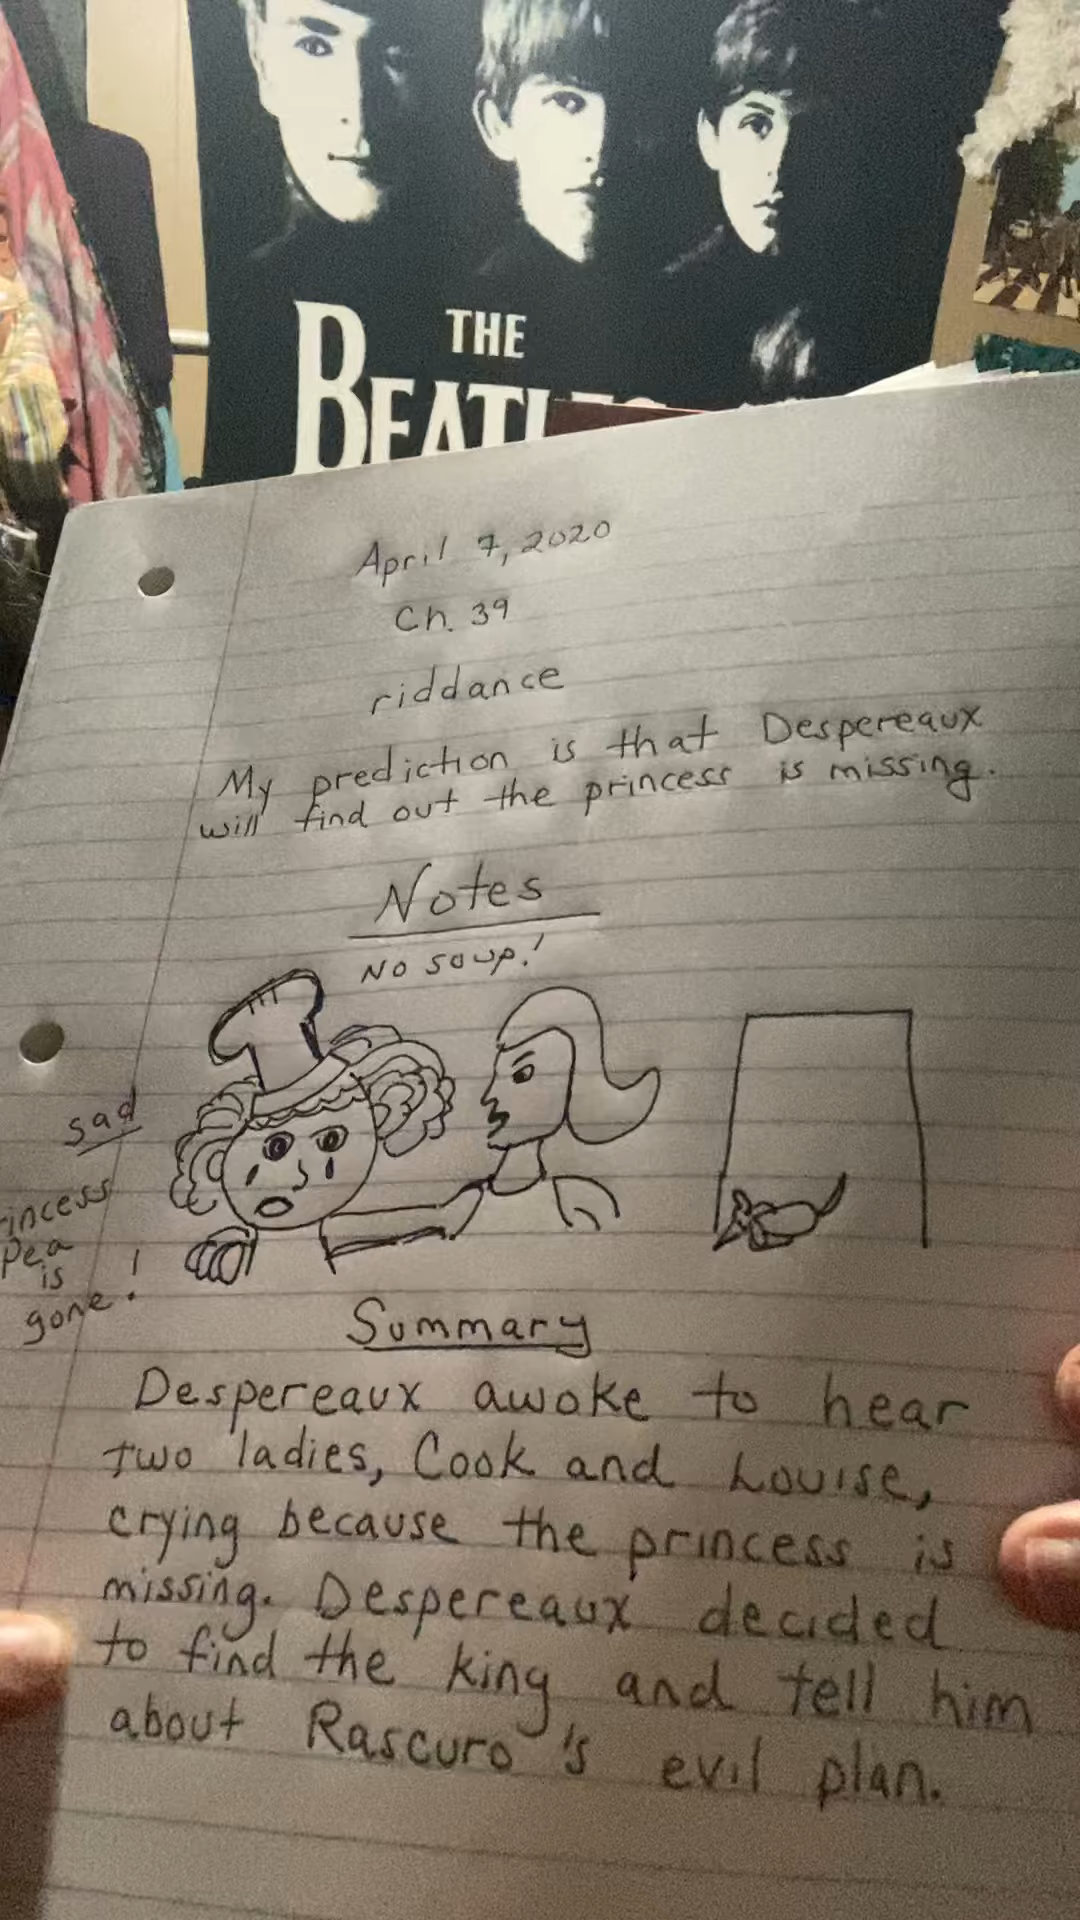 THE
BEATLES
April 7, 2020
Ch. 39
riddance
My prediction is that Despereaux
will find out the princess is missing.
Notes
No soup!
sad
Pea
is
gone!
Summary
Despereaux awoke to hear
two ladies, Cook and Louise,
crying because the princess is
missing. Despereaux decided
to find the king and tell him
about Rascuro's evil plan.